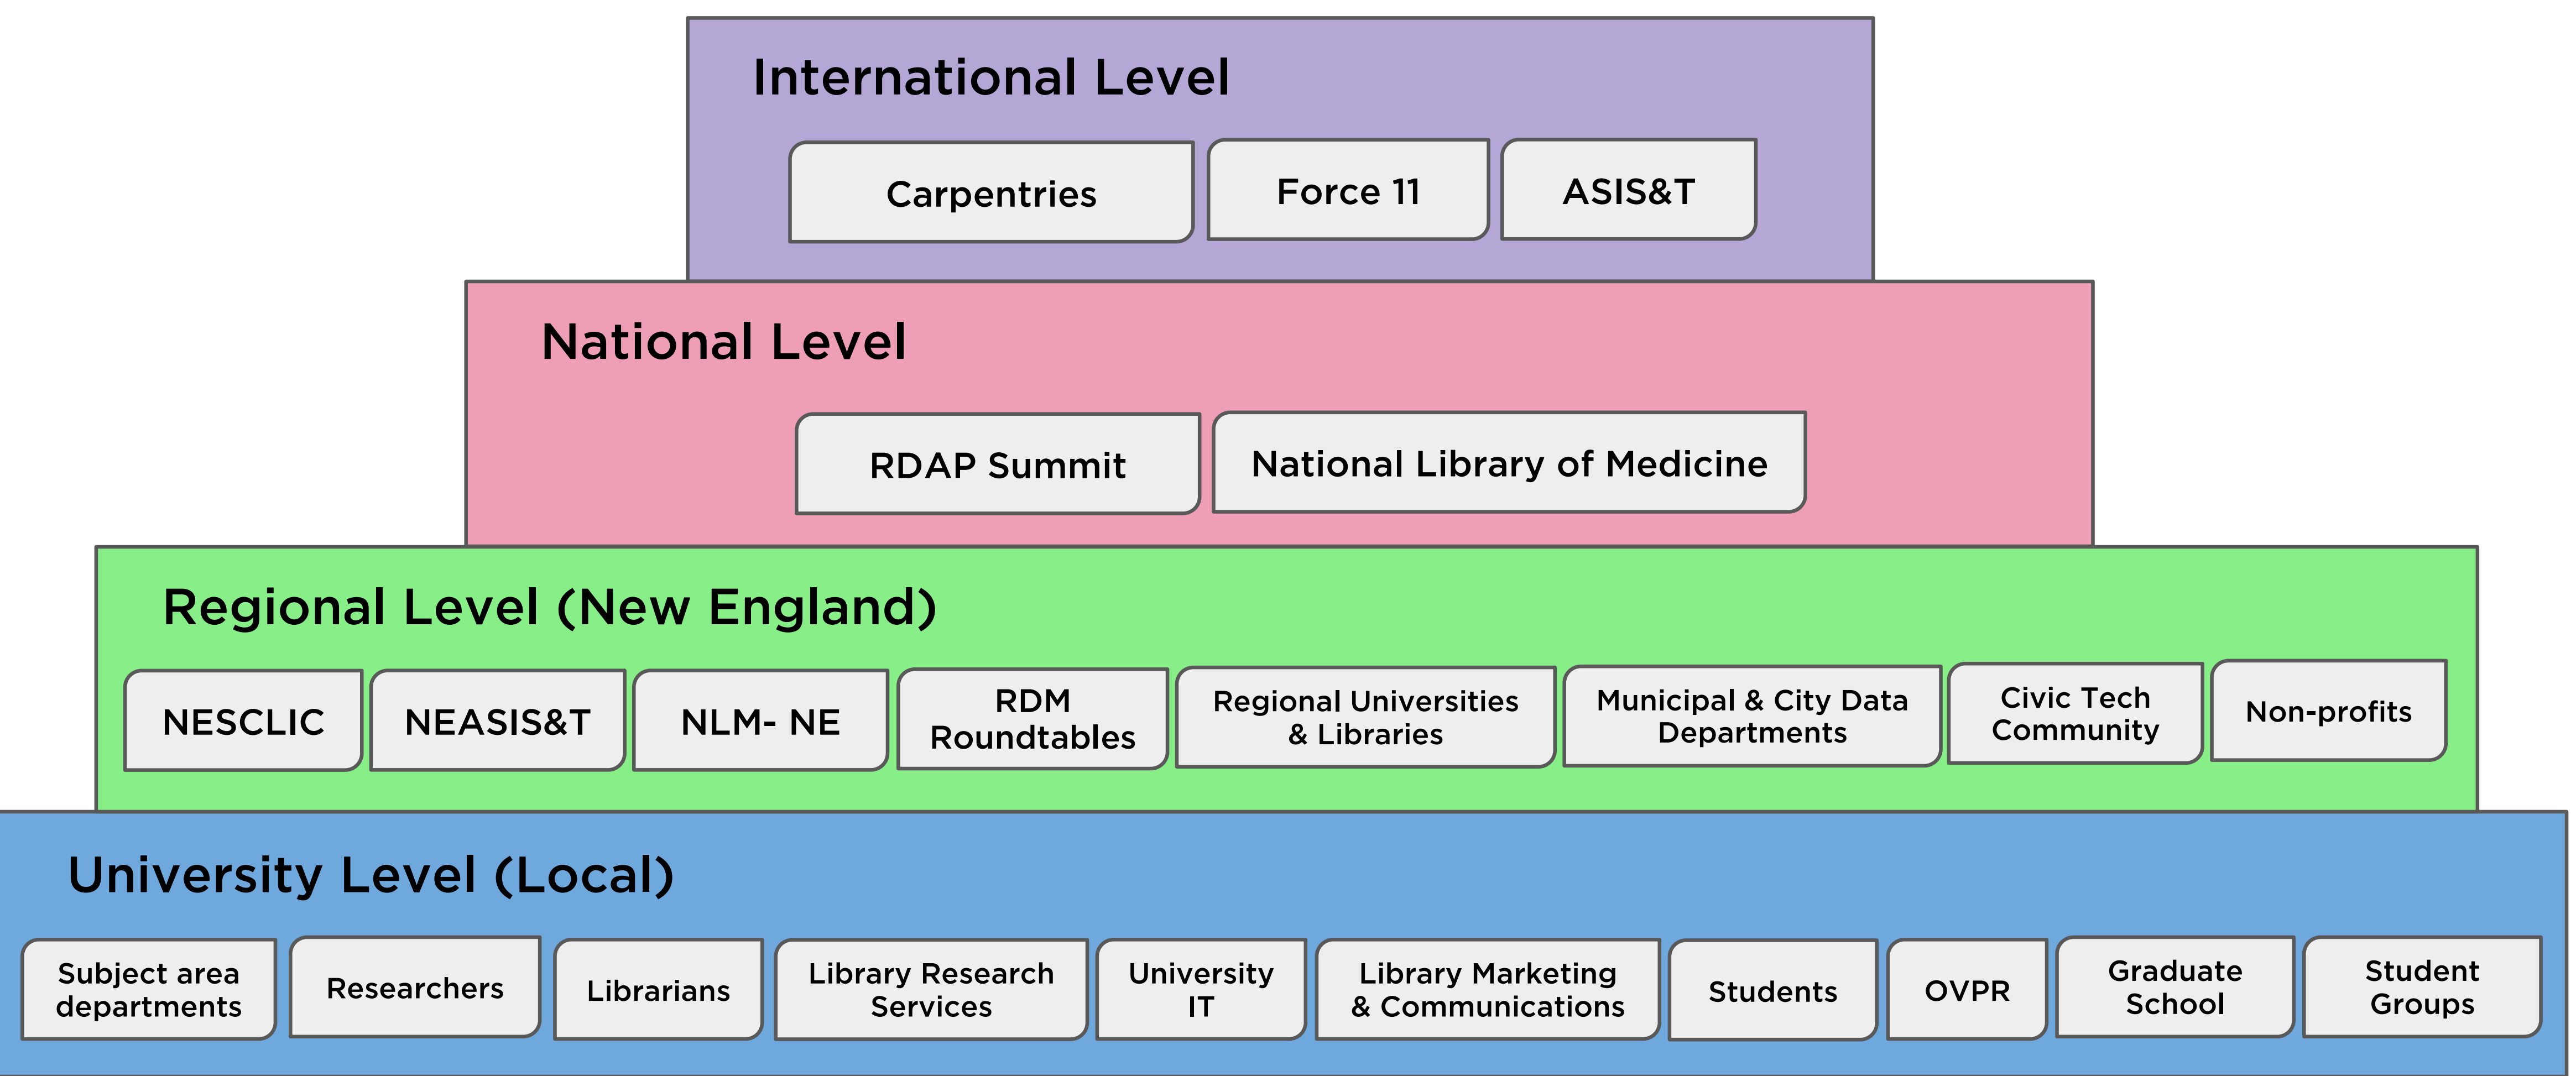 International Level
Carpentries
Force 11
ASIS&T
National Level
RDAP Summit
National Library of Medicine
Regional Level (New England)
NESCLIC
NEASIS&T
NLM- NE
RDM
Roundtables
Regional Universities
& Libraries
Municipal & City Data
Departments
Civic Tech
Community
Non-profits
University Level (Local)
Subject area
departments
Researchers
Librarians
Library Research
Services
University
IT
Library Marketing
& Communications
Students
OVPR
Graduate
School
Student
Groups